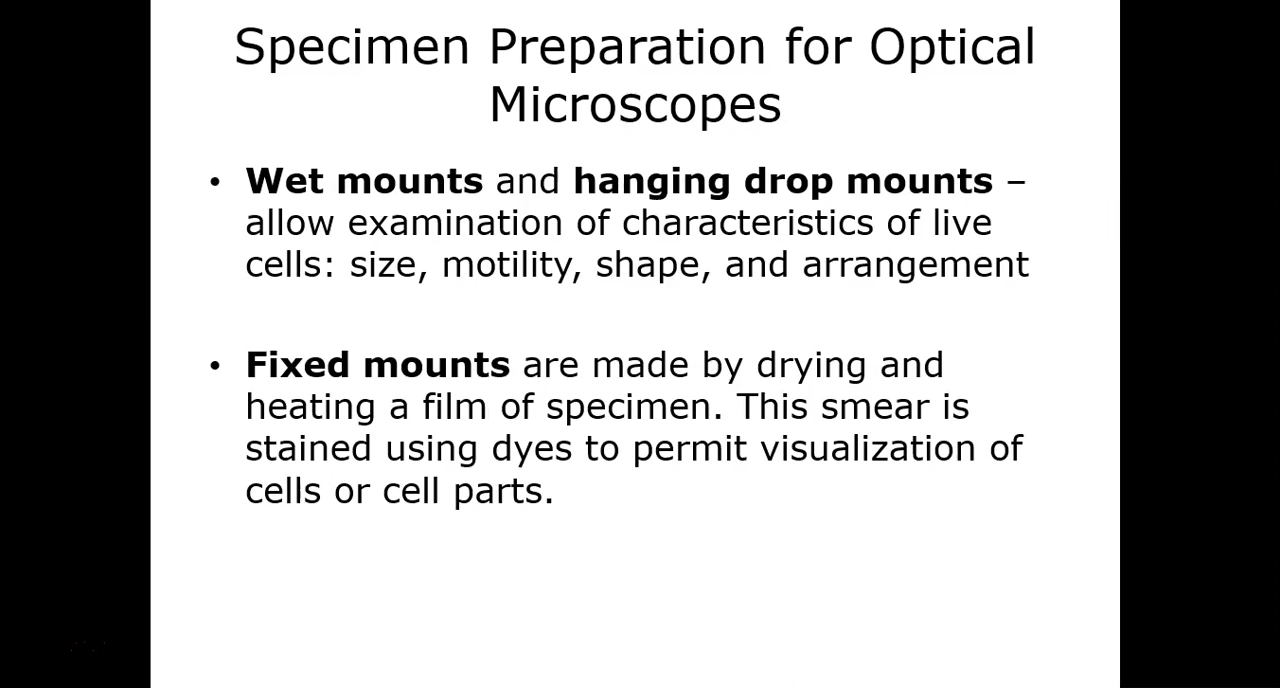 Specimen Preparation for Optical
Microscopes
• Wet mounts and hanging drop mounts –
allow examination of characteristics of live
cells: size, motility, shape, and arrangement
• Fixed mounts are made by drying and
heating a film of specimen. This smear is
stained using dyes to permit visualization of
cells or cell parts.